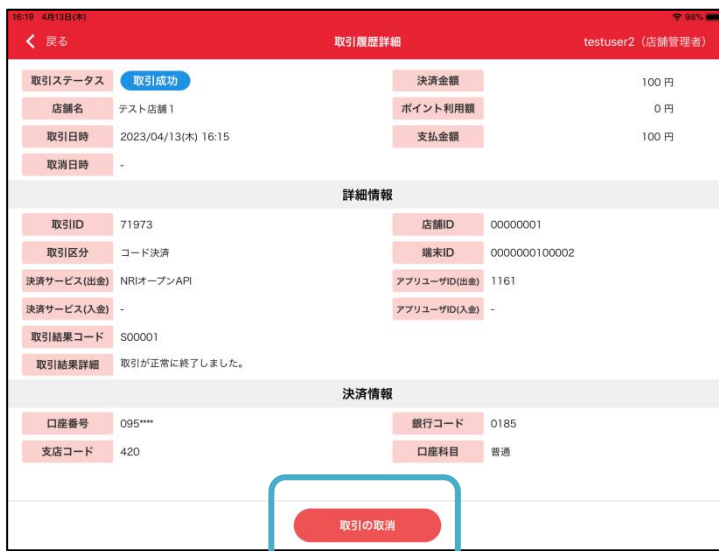 16:19 4月13日(木) 98%
戻る 取引履歴詳細 testuser2（店舗管理者）
取引ステータス 取引成功 決済金額 100 円
店舗名 テスト店舗1 ポイント利用額 0 円
取引日時 2023/04/13(木) 16:15 支払金額 100 円
取消日時 -
詳細情報
取引ID 71973 店舗ID 00000001
取引区分 コード決済 端末ID 0000000100002
決済サービス(出金) NRIオープンAPI アプリユーザID(出金) 1161
決済サービス(入金) - アプリユーザID(入金) -
取引結果コード S00001
取引結果詳細 取引が正常に終了しました。
決済情報
口座番号 095**** 銀行コード 0185
支店コード 420 口座科目 普通
取引の取消